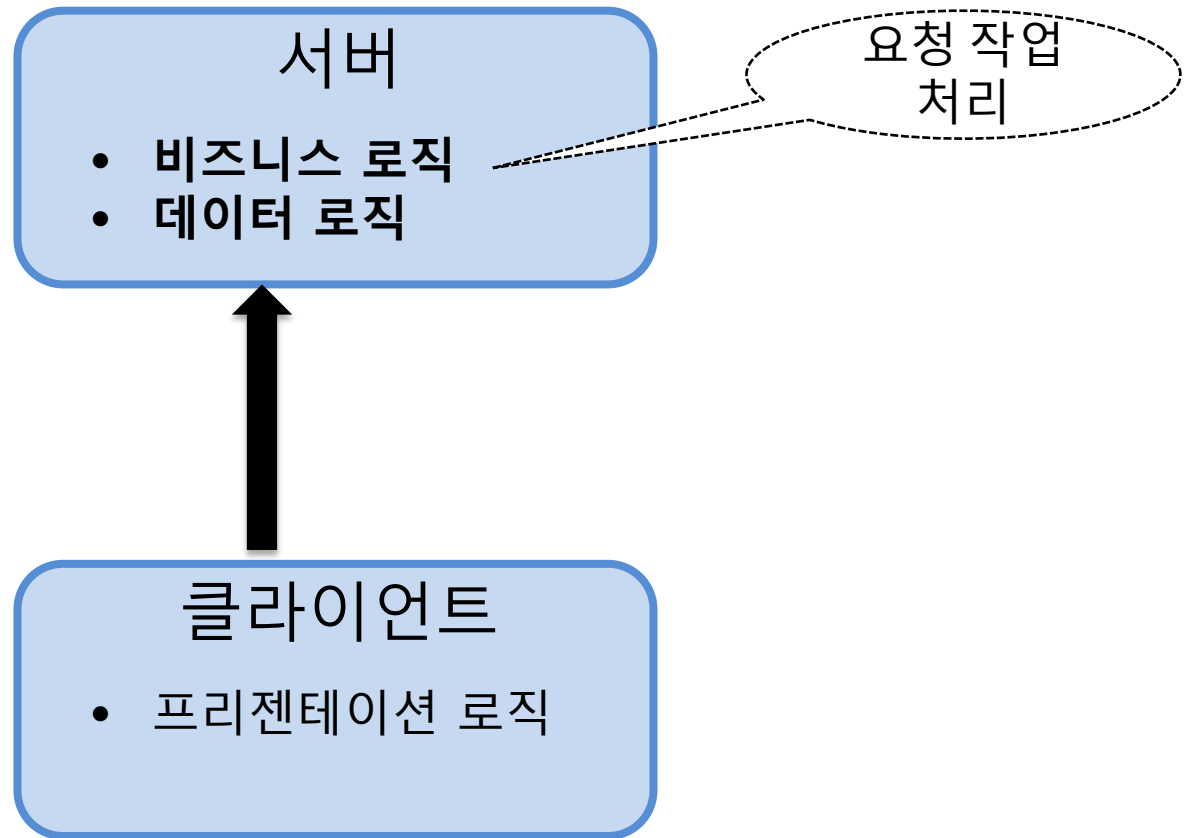 서버
• 비즈니스 로직
• 데이터 로직
요청 작업
처리
클라이언트
• 프리젠테이션 로직